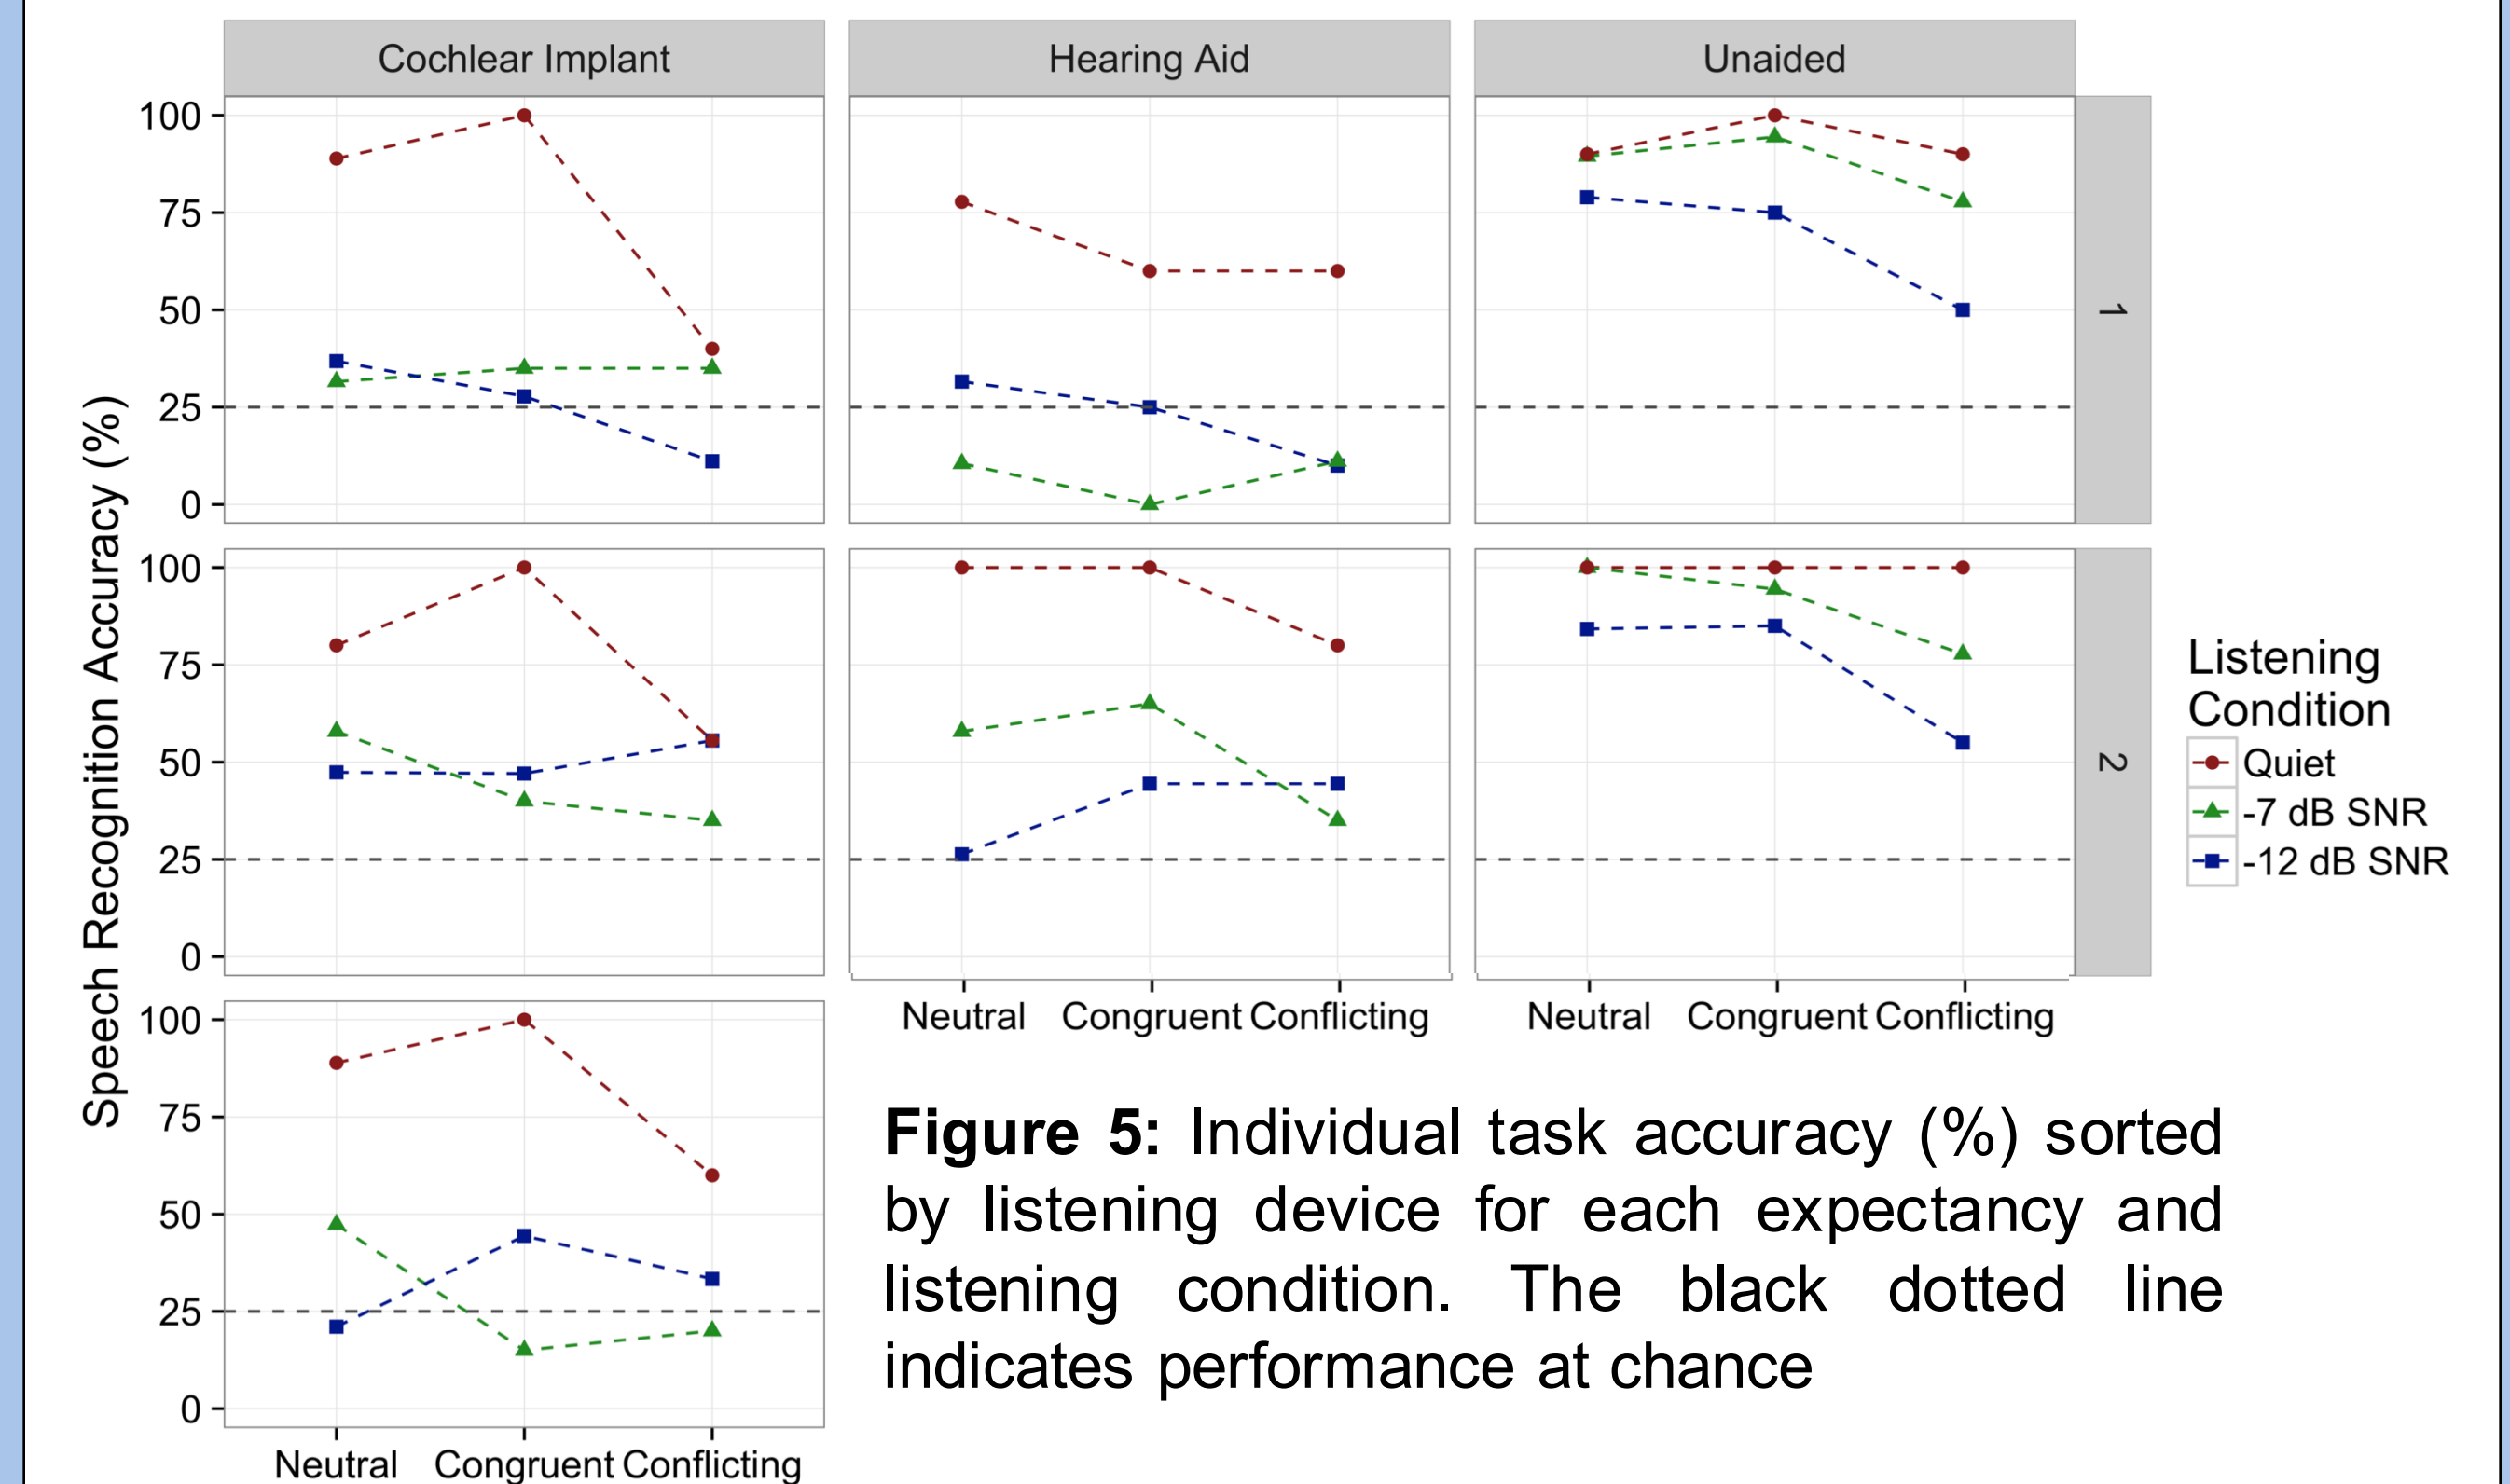 Cochlear Implant
Hearing Aid
Unaided
100
75
50
25
0
1
100
75
50
25
0
2
Speech Recognition Accuracy (%)
Listening
Condition
Quiet
-7 dB SNR
-12 dB SNR
Neutral Congruent Conflicting
Neutral Congruent Conflicting
100
75
50
25
0
Neutral Congruent Conflicting
Figure 5: Individual task accuracy (%) sorted
by listening device for each expectancy and
listening condition. The black dotted line
indicates performance at chance